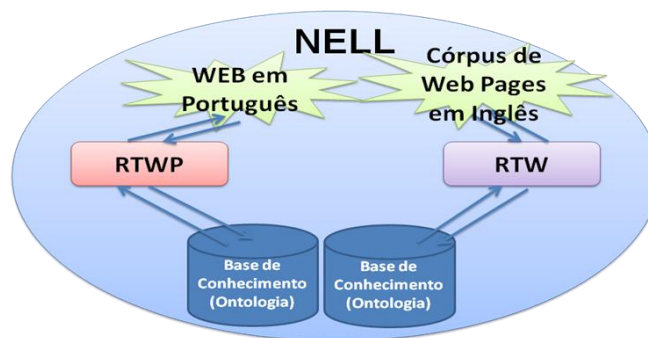 NELL
WEB em
Português
Córpus de
Web Pages
em Inglês
RTWP
RTW
Base de
Conhecimento
(Ontologia)
Base de
Conhecimento
(Ontologia)